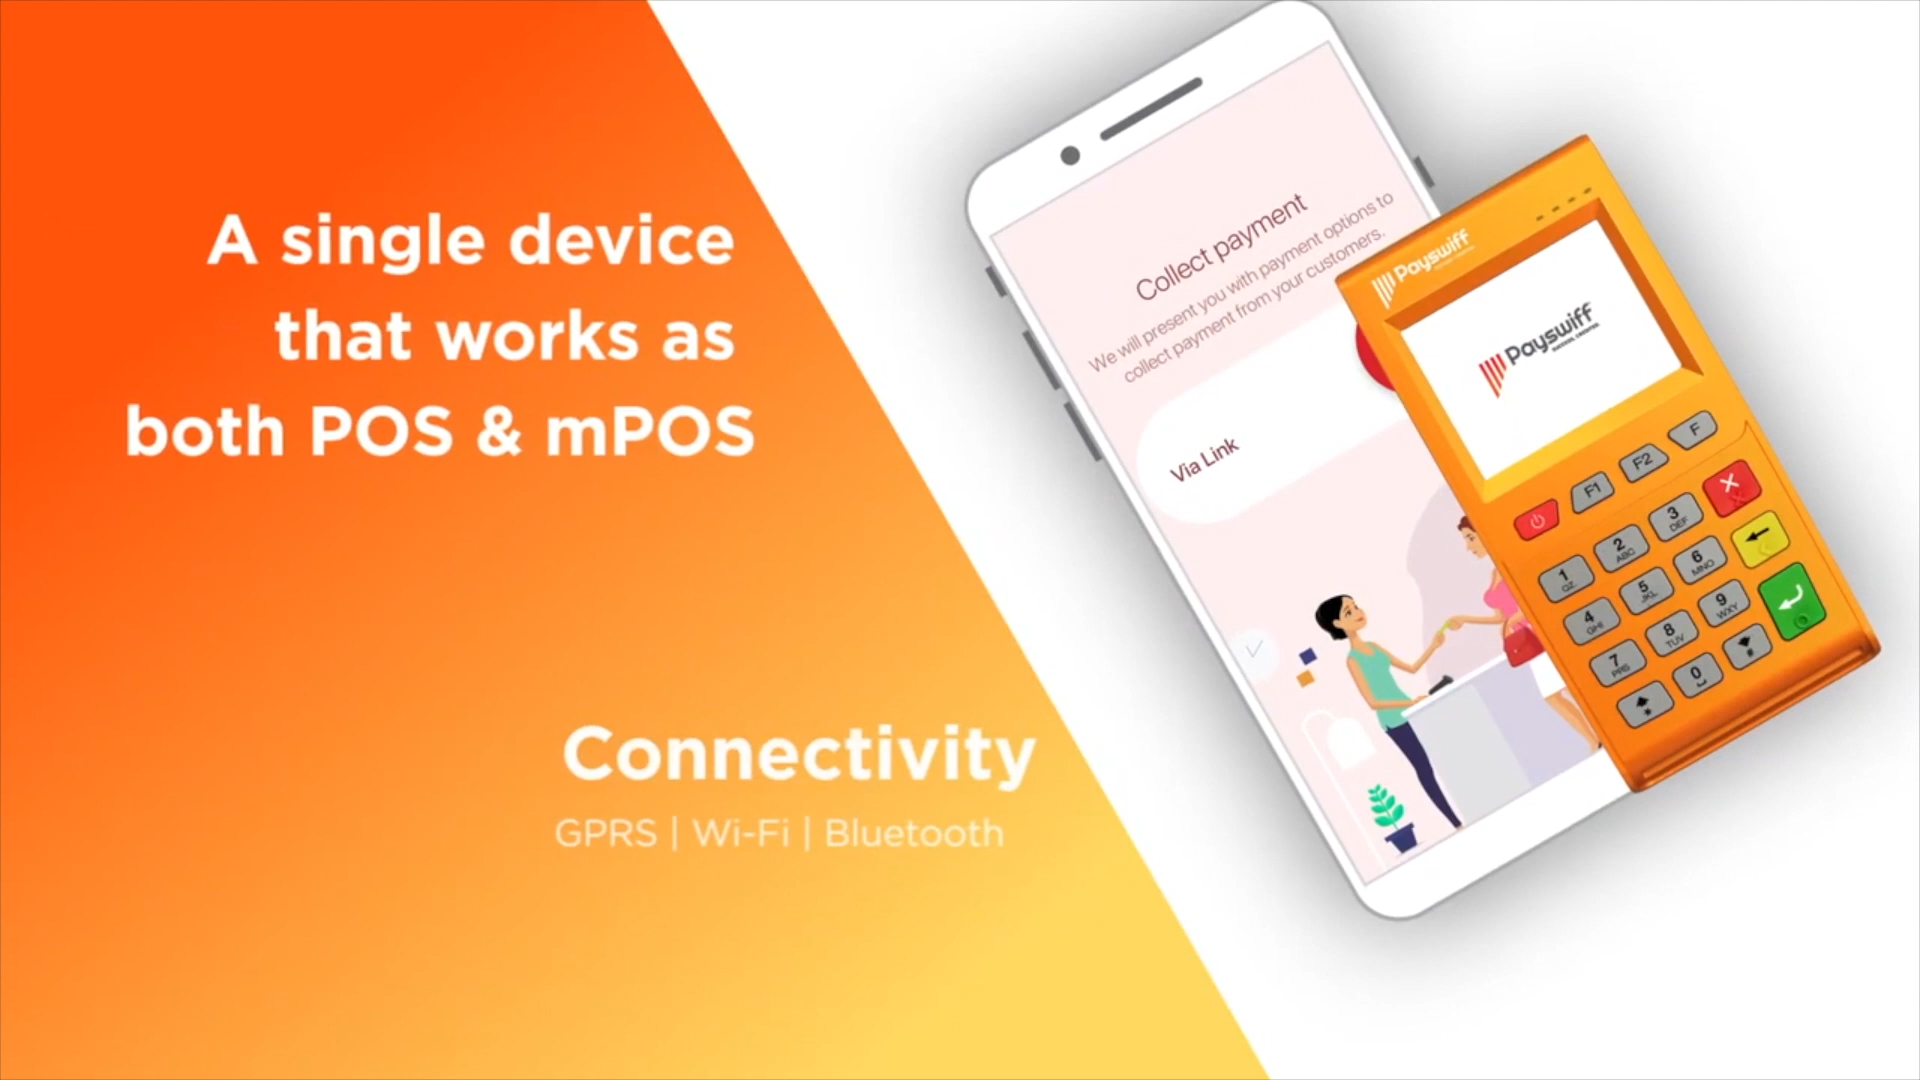 A single device
that works as
both POS & mPOS
Connectivity
GPRS | Wi-Fi | Bluetooth
Collect payment
We will present you with payment options to
collect payment from your customers.
Via Link
Payswiff
Payswiff
F1 F2 F
1 QZ 2 ABC 3 DEF
4 GHI 5 JKL 6 MNO
7 PRS 8 TUV 9 WXY
* 0 #